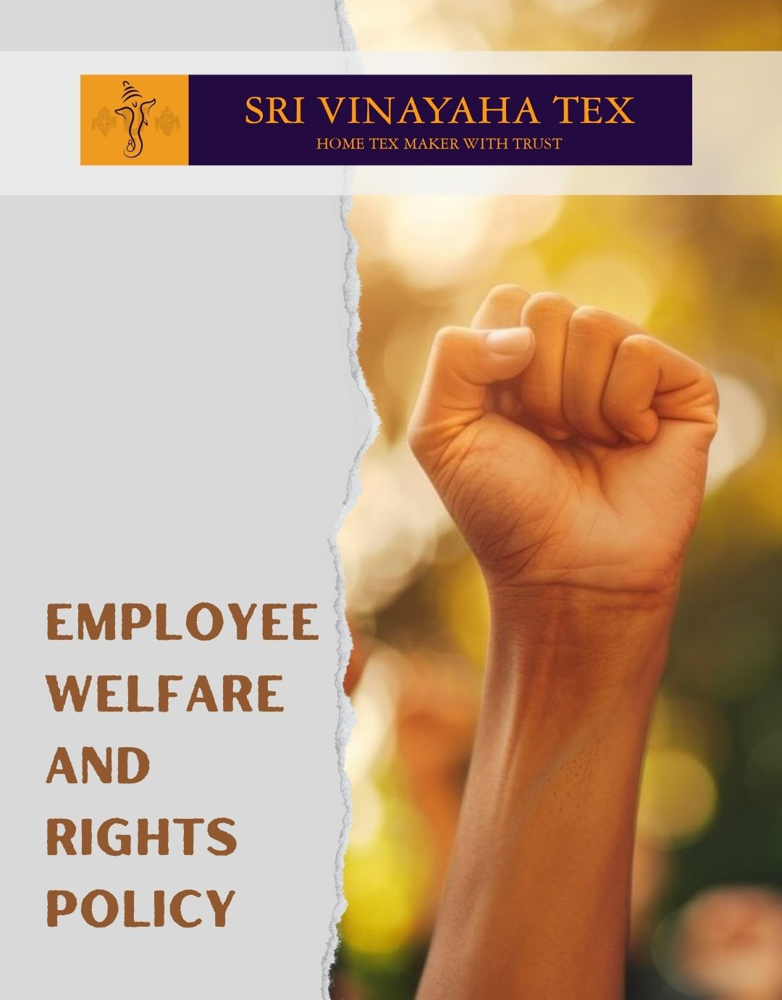 SRI VINAYAHA TEX
HOME TEX MAKER WITH TRUST
EMPLOYEE
WELFARE
AND
RIGHTS
POLICY